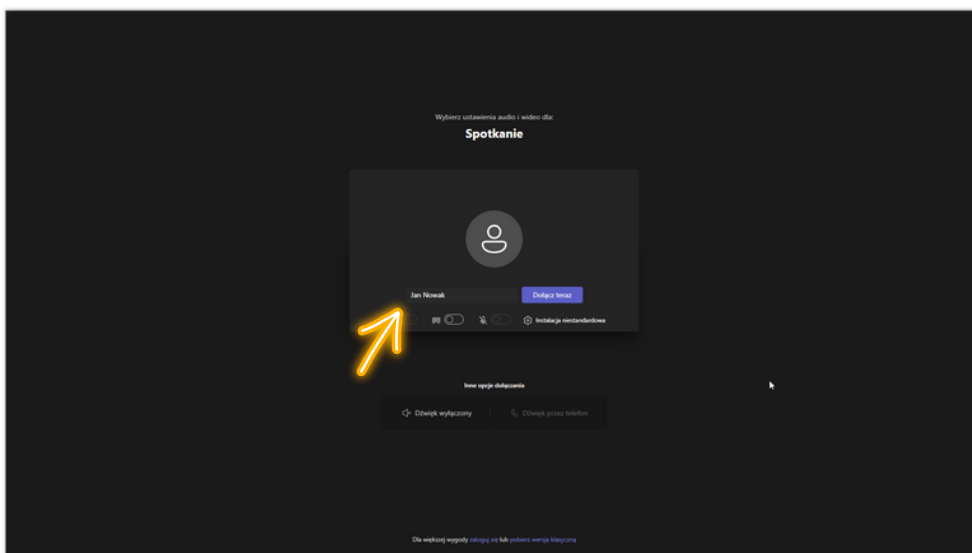 Wybierz ustawienia audio i wideo dla:
Spotkanie
Jan Nowak
Dołącz teraz
Instalacja niestandardowa
Inne opcje dołączania
Dźwięk wyłączony
Dźwięk przez telefon
Dla większej wygody zaloguj się lub pobierz wersję klasyczną